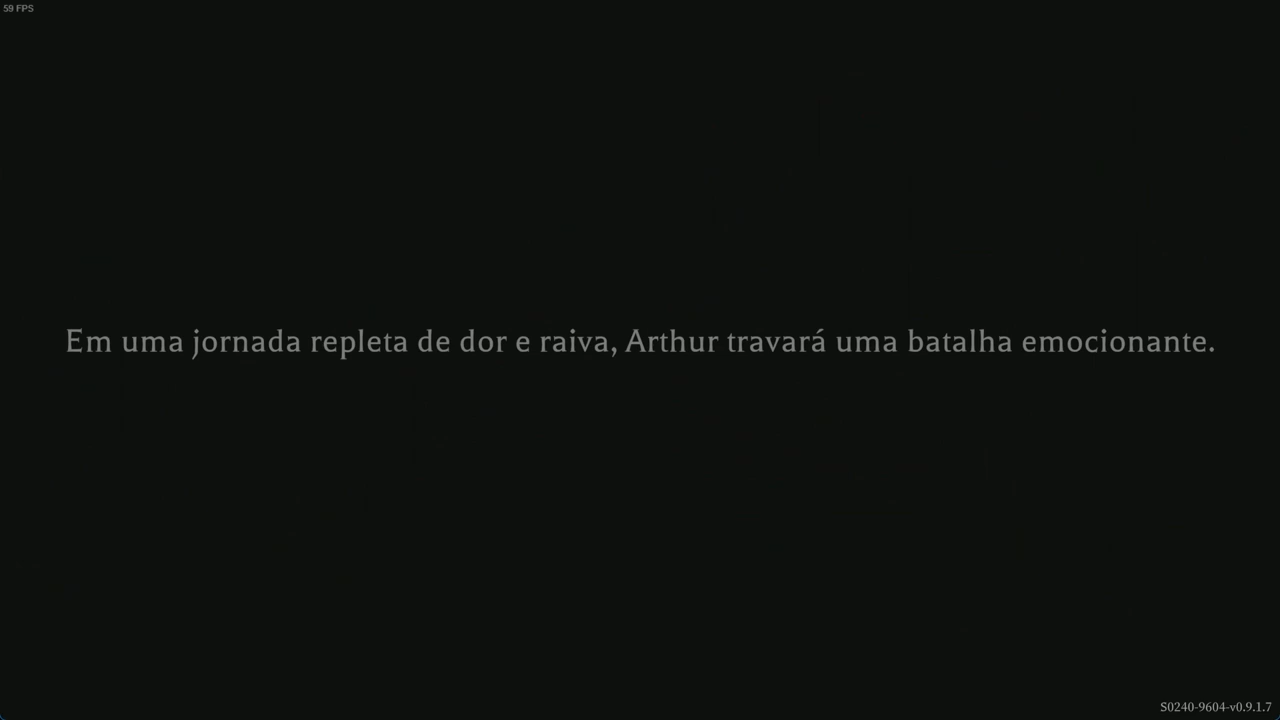 59 FPS
Em uma jornada repleta de dor e raiva, Arthur travará uma batalha emocionante.
S0240-9604-v0.9.1.7